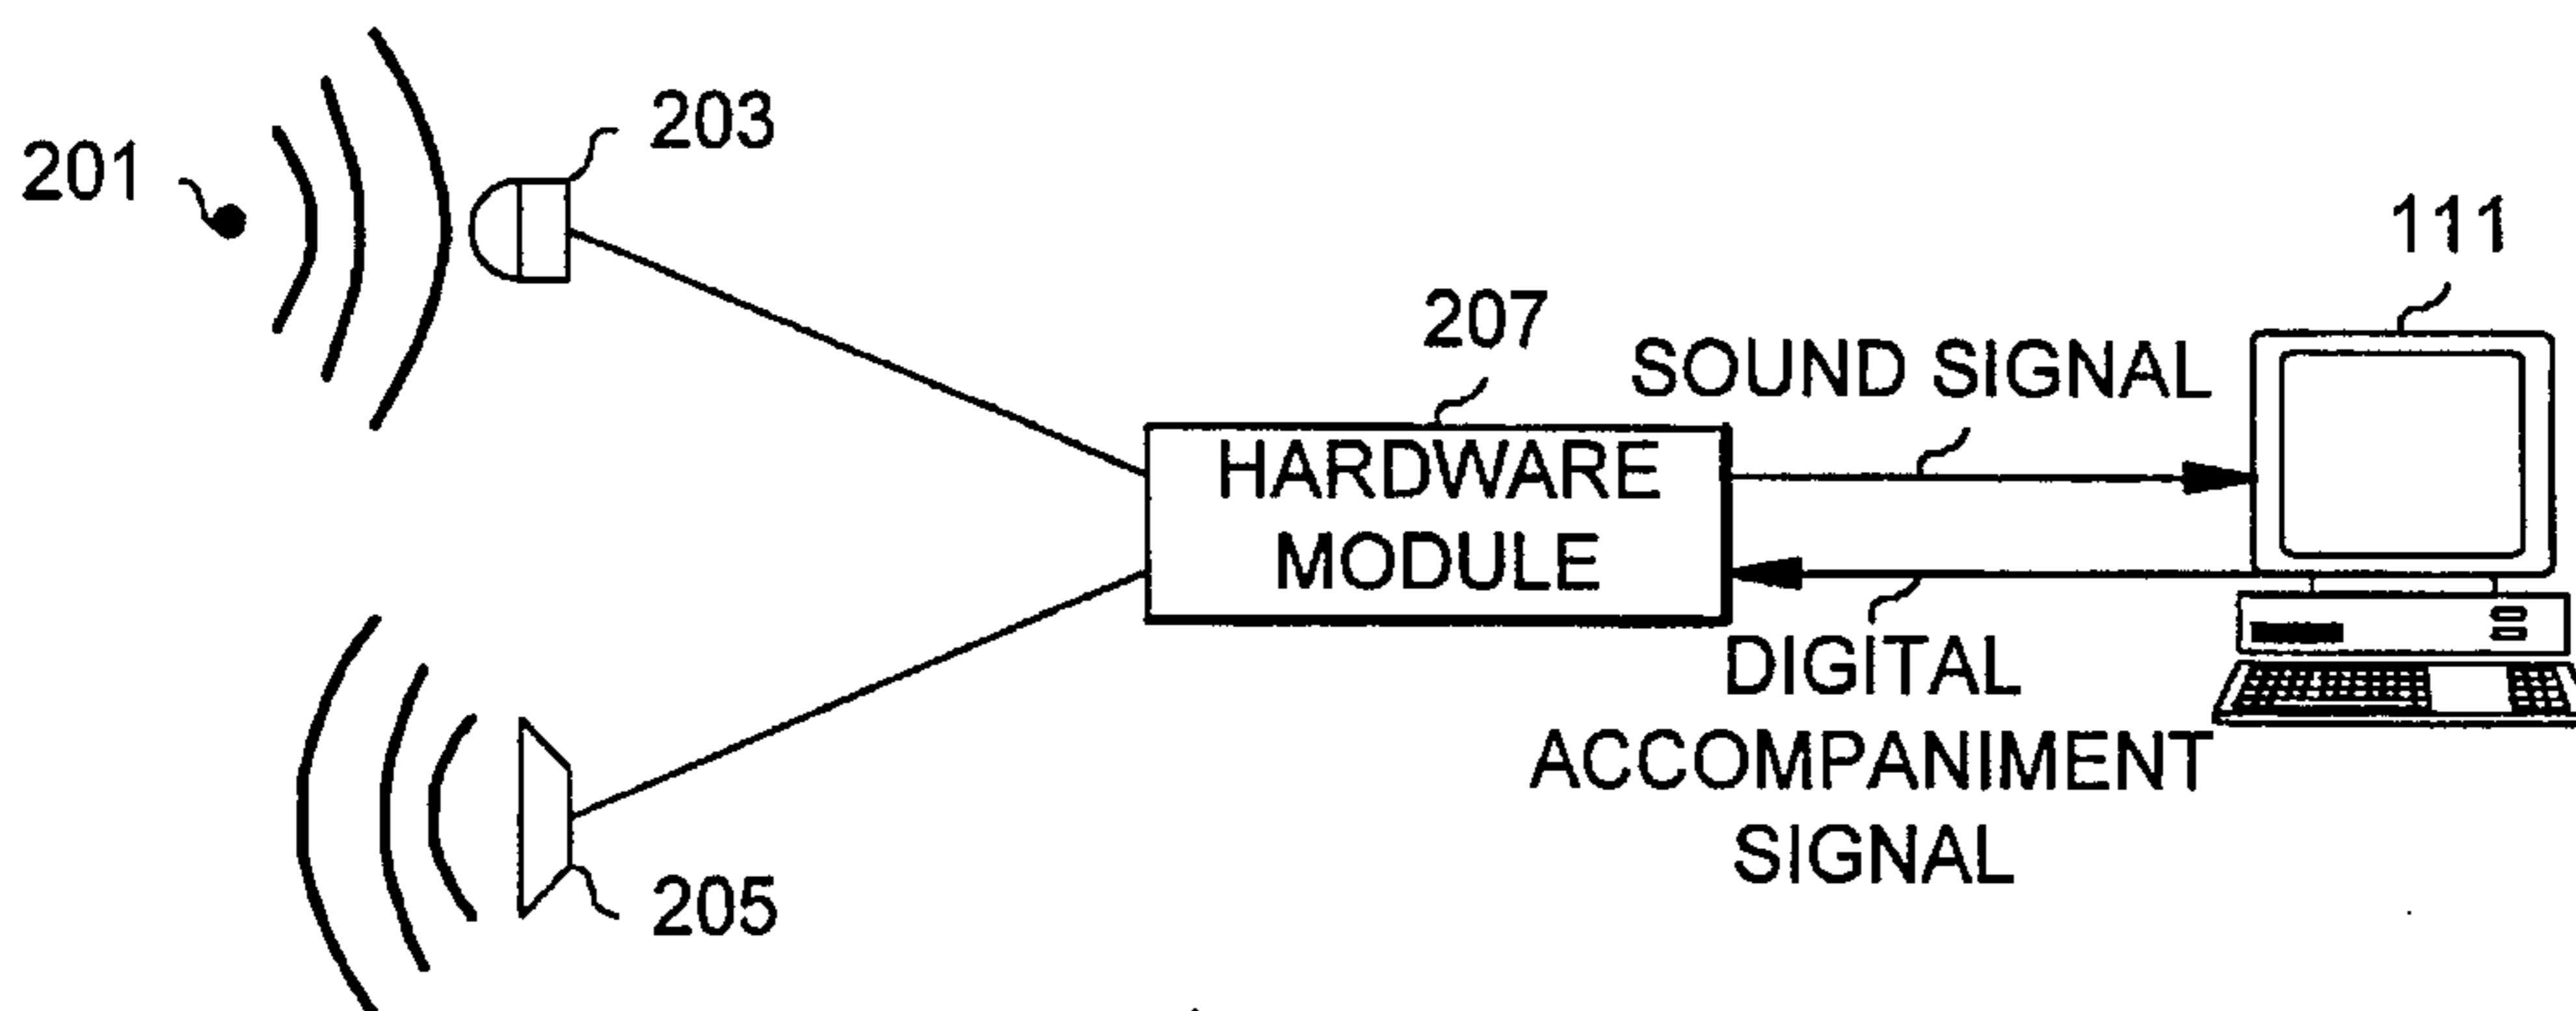 203
201
111
207
SOUND SIGNAL
HARDWARE
MODULE
DIGITAL
ACCOMPANIMENT
SIGNAL
205